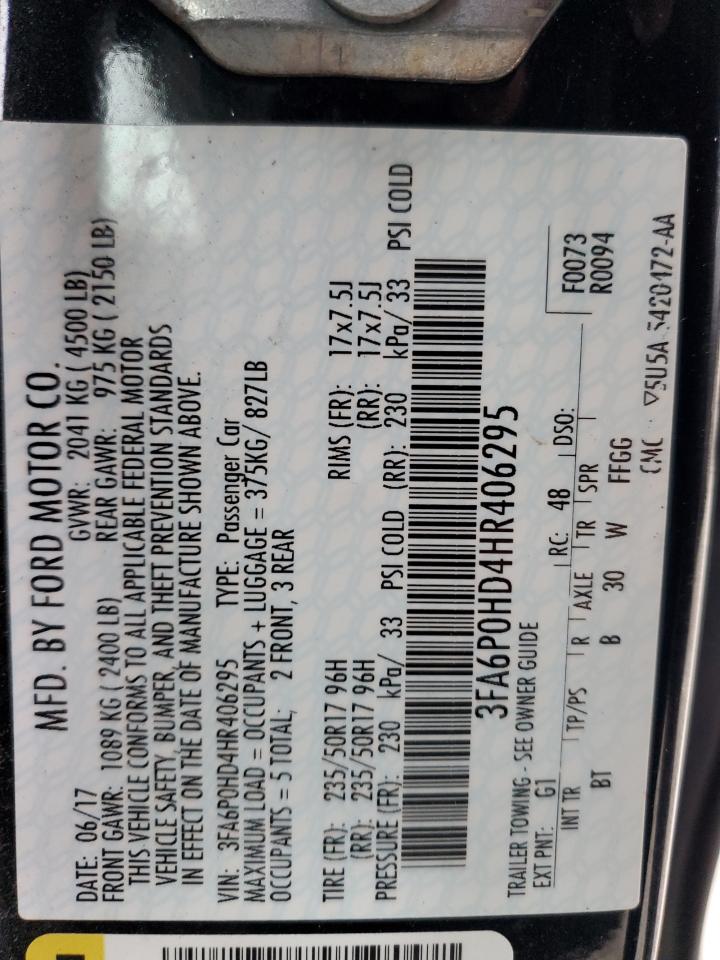 MFD. BY FORD MOTOR CO.
DATE: 06/17 GVWR: 2041 KG ( 4500 LB)
FRONT GAWR: 1089 KG ( 2400 LB) REAR GAWR: 975 KG ( 2150 LB)
THIS VEHICLE CONFORMS TO ALL APPLICABLE FEDERAL MOTOR
VEHICLE SAFETY, BUMPER, AND THEFT PREVENTION STANDARDS
IN EFFECT ON THE DATE OF MANUFACTURE SHOWN ABOVE.
VIN: 3FA6P0HD4HR406295 TYPE: Passenger Car
MAXIMUM LOAD = OCCUPANTS + LUGGAGE = 375KG/ 827LB
OCCUPANTS = 5 TOTAL; 2 FRONT, 3 REAR
TIRE (FR): 235/50R17 96H RIMS (FR): 17x7.5J
(RR): 235/50R17 96H (RR): 17x7.5J
PRESSURE (FR): 230 kPa/ 33 PSI COLD (RR): 230 kPa/ 33 PSI COLD
3FA6P0HD4HR406295
TRAILER TOWING - SEE OWNER GUIDE
EXT PNT: G1 RC: 48 DSO: F0073
R0094
INT TR TP/PS R AXLE TR SPR
BT B 30 W FFGG
5U5A-5420472-AA